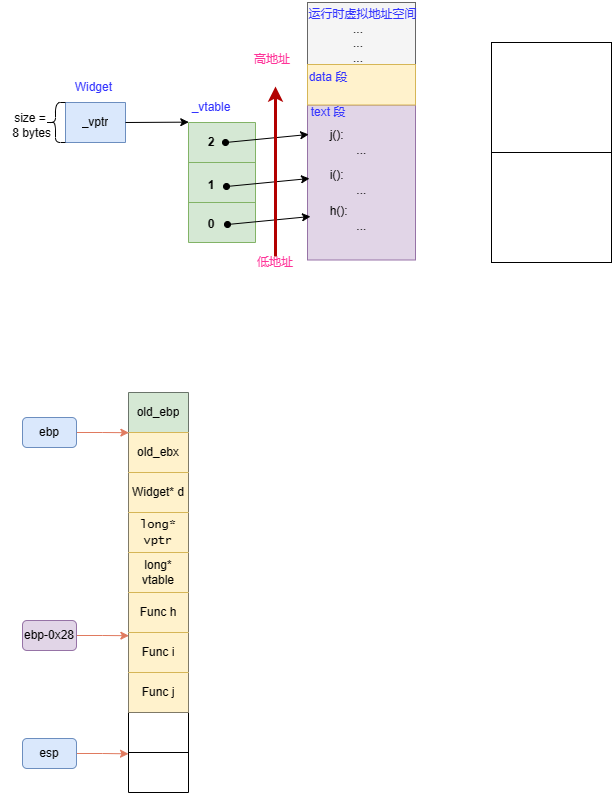 运行时虚拟地址空间
...
...
...
高地址
data 段
Widget
_vtable
text 段
size =
8 bytes
_vptr
2
j():
...
1
i():
...
0
h():
...
低地址
old_ebp
ebp
old_ebx
Widget* d
long*
vptr
long*
vtable
Func h
ebp-0x28
Func i
Func j
esp